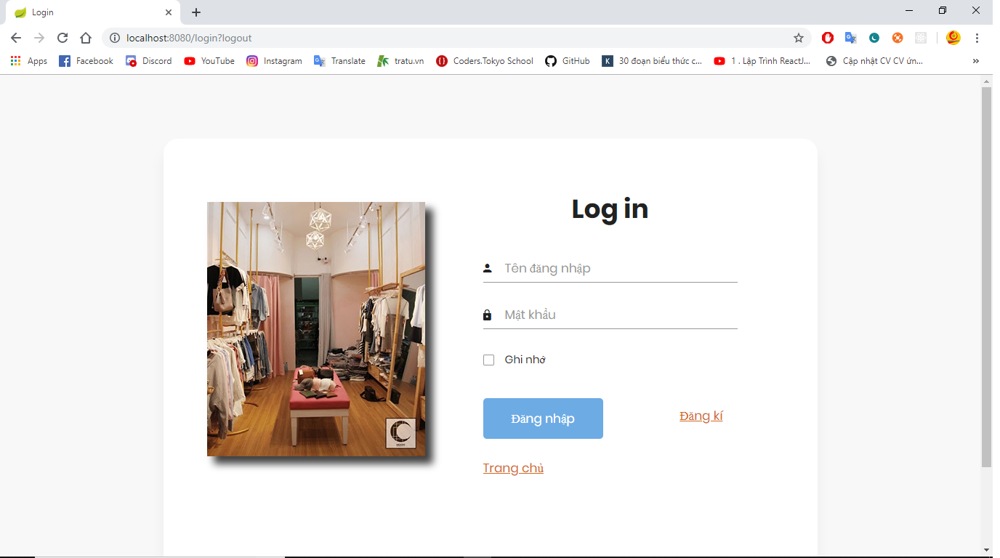 Login
localhost:8080/login?logout
Apps Facebook Discord YouTube Instagram Translate tratu.vn Coders.Tokyo School GitHub 30 đoạn biểu thức c... 1 . Lập Trình ReactJ... Cập nhật CV CV ứn... »
Log in
Tên đăng nhập
Mật khẩu
Ghi nhớ
Đăng nhập Đăng kí
Trang chủ
MOON